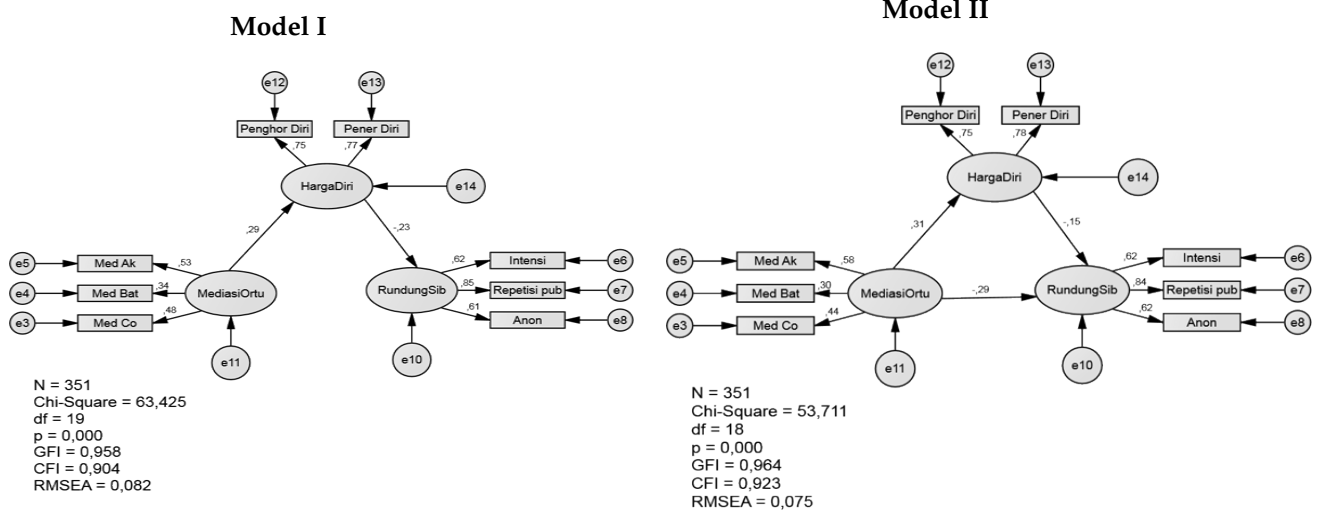 Model I
e12
e13
Penghor Diri
Pener Diri
,75
,77
HargaDiri
e14
,29
-,23
e5
Med Ak
,53
e4
Med Bat
,34
e3
Med Co
,48
MediasiOrtu
e11
RundungSib
e10
,62
Intensi
e6
,85
Repetisi pub
e7
,61
Anon
e8
N = 351
Chi-Square = 63,425
df = 19
p = 0,000
GFI = 0,958
CFI = 0,904
RMSEA = 0,082
Model II
e12
e13
Penghor Diri
Pener Diri
,75
,78
HargaDiri
e14
,31
-,15
e5
Med Ak
,58
e4
Med Bat
,30
e3
Med Co
,44
MediasiOrtu
-,29
e11
RundungSib
e10
,62
Intensi
e6
,84
Repetisi pub
e7
,62
Anon
e8
N = 351
Chi-Square = 53,711
df = 18
p = 0,000
GFI = 0,964
CFI = 0,923
RMSEA = 0,075